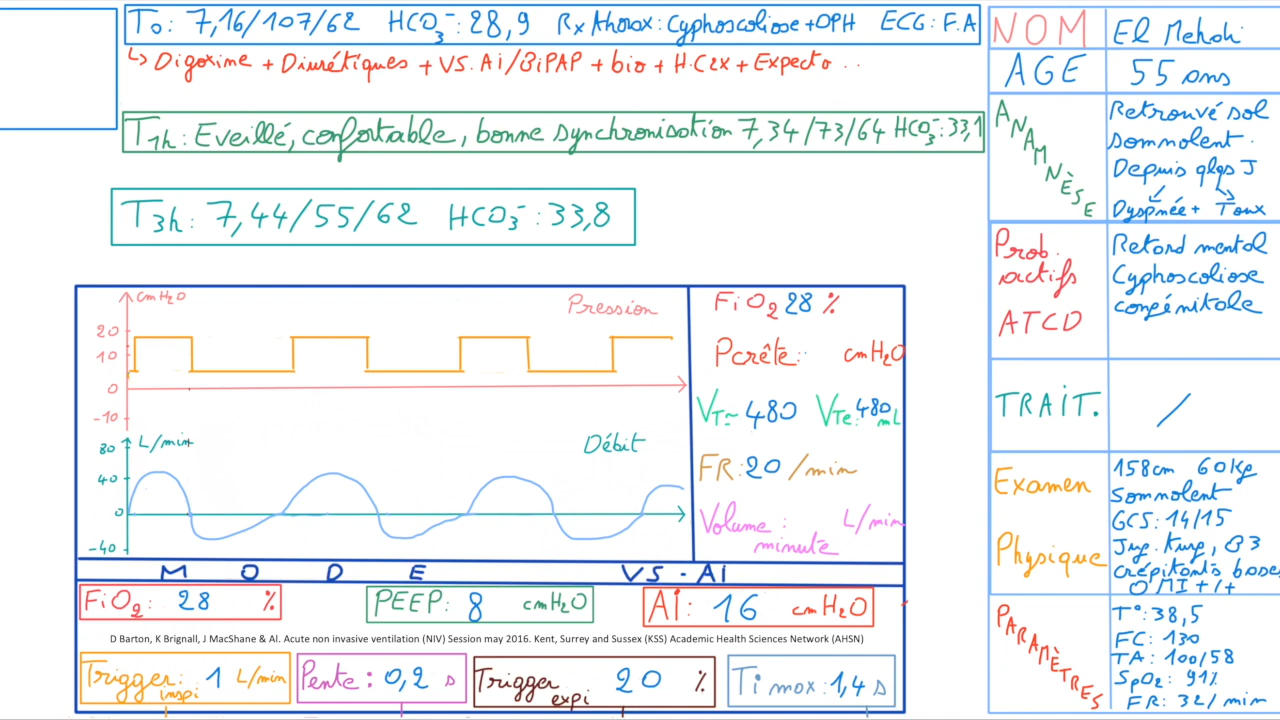 To: 7,16/107/62 HCO3-: 28,9 Rx thorax: Cyphoscoliose + OPH ECG: F.A
↳ Digoxine + Diurétiques + VS.Ai/BiPAP + bio + H.C2x + Expecto ..
T1h: Eveillé, confortable, bonne synchronisation 7,34/73/64 HCO3-: 33,1
T3h: 7,44/55/62 HCO3-: 33,8
cmH2O
Pression
20
10
0
-10
L/min
Débit
80
40
0
-40
FiO2 28 %
Pcrête: cmH2O
VTi 480 VTe: 480 mL
FR: 20 /min
Volume minute : L/min
MODE VS-AI
FiO2: 28 %
PEEP: 8 cmH2O
AI: 16 cmH2O
D Barton, K Brignall, J MacShane & Al. Acute non invasive ventilation (NIV) Session may 2016. Kent, Surrey and Sussex (KSS) Academic Health Sciences Network (AHSN)
Trigger inspi: 1 L/min
Pente: 0,2 s
Trigger expi 20 %
Ti max: 1,4 s
NOM El Mehdi
AGE 55 ans
ANAMNÈSE
Retrouvé sol
somnolent.
Depuis qlqs J
Dyspnée + Toux
Prob. actifs
ATCD
Retard mental
Cyphoscoliose
congénitale
TRAIT. /
Examen
Physique
158cm 60kg
Somnolent
GCS: 14/15
Jug. turg, B3
crépitants bases
OMI +/+
PARAMÈTRES
T°: 38,5
FC: 130
TA: 100/58
SpO2: 91%
FR: 32/min